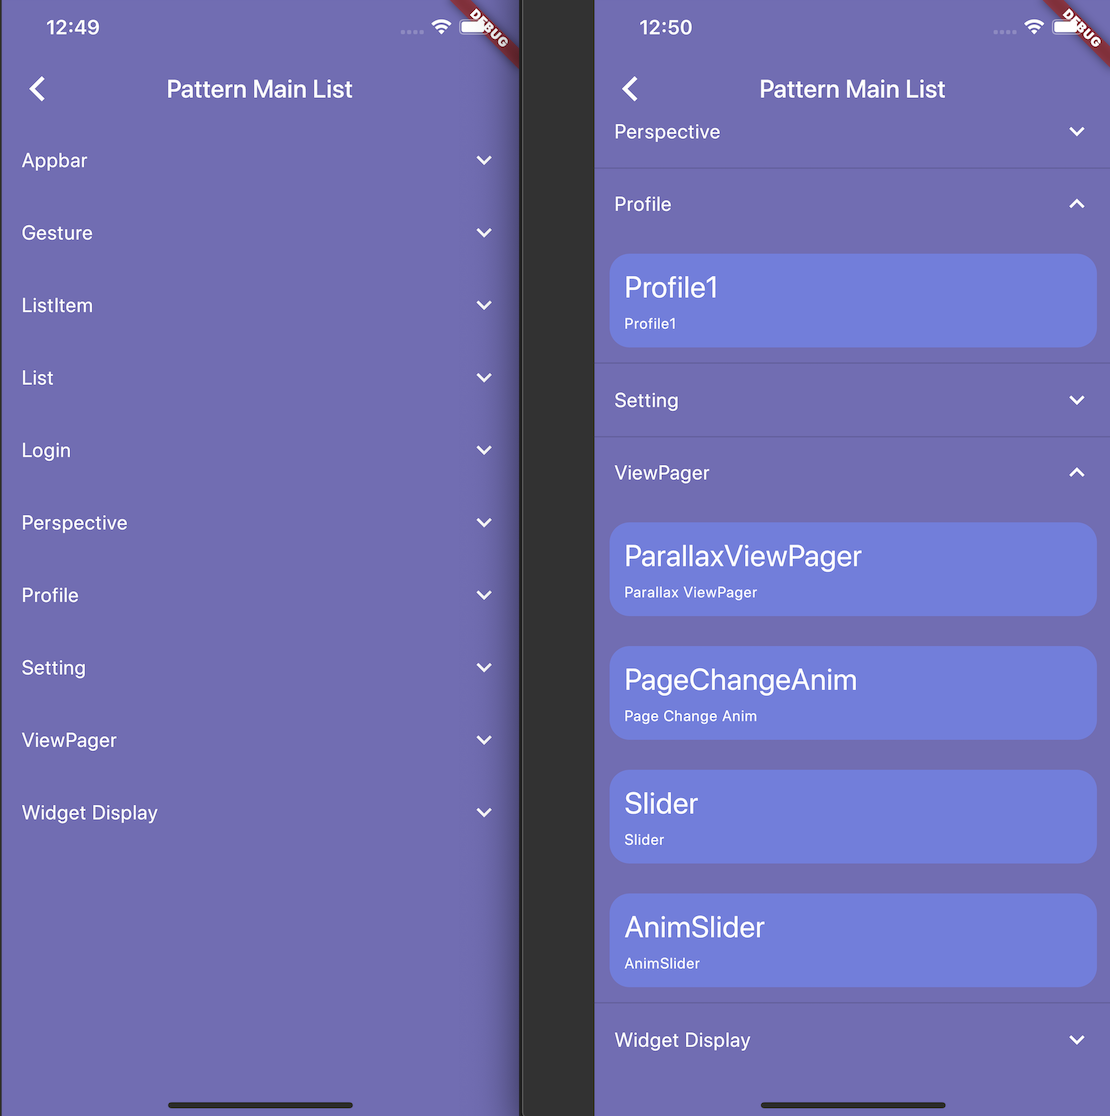 12:49
DEBUG
Pattern Main List
Appbar
Gesture
ListItem
List
Login
Perspective
Profile
Setting
ViewPager
Widget Display
12:50
DEBUG
Pattern Main List
Perspective
Profile
Profile1
Profile1
Setting
ViewPager
ParallaxViewPager
Parallax ViewPager
PageChangeAnim
Page Change Anim
Slider
Slider
AnimSlider
AnimSlider
Widget Display